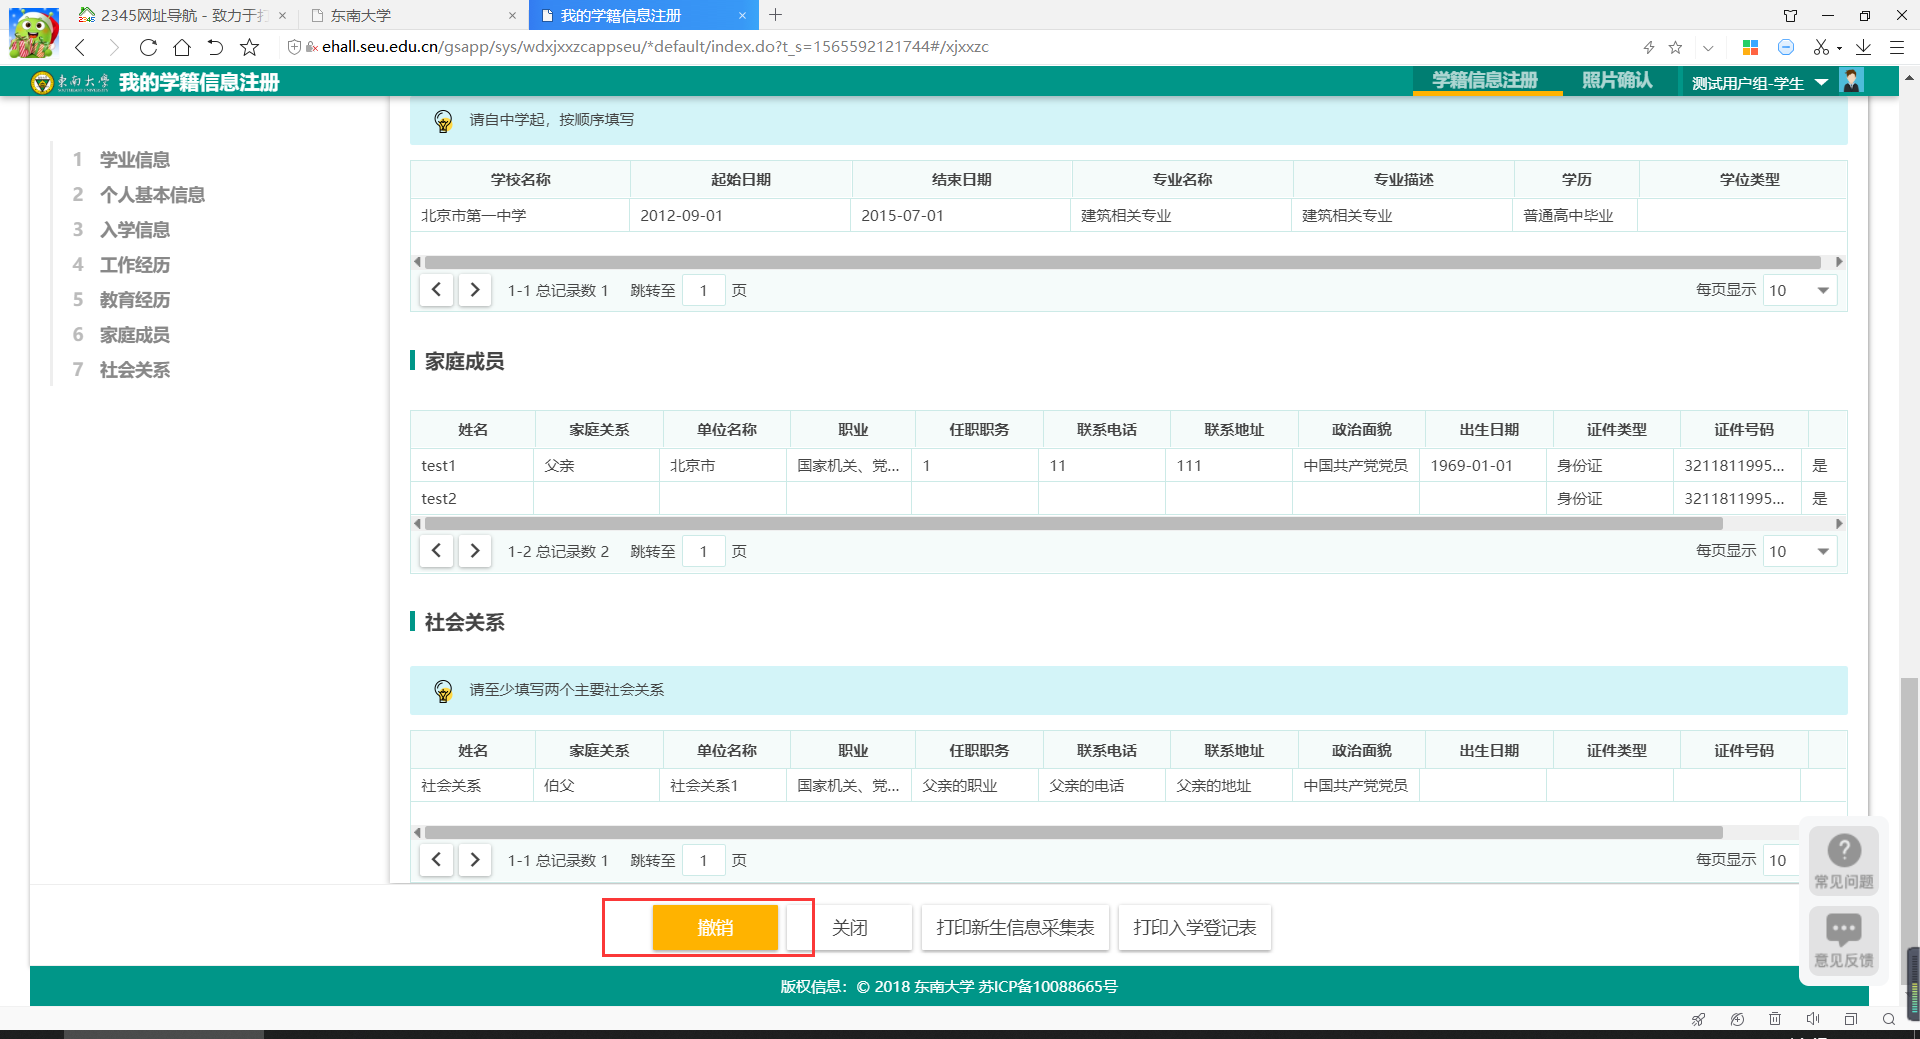 2345网址导航 - 致力于打
东南大学
我的学籍信息注册
ehall.seu.edu.cn/gsapp/sys/wdxjxxzcappseu/*default/index.do?t_s=1565592121744#/xjxxzc
東南大學 我的学籍信息注册
学籍信息注册 照片确认 测试用户组-学生
1 学业信息
2 个人基本信息
3 入学信息
4 工作经历
5 教育经历
6 家庭成员
7 社会关系
请自中学起，按顺序填写
学校名称 起始日期 结束日期 专业名称 专业描述 学历 学位类型
北京市第一中学 2012-09-01 2015-07-01 建筑相关专业 建筑相关专业 普通高中毕业
1-1 总记录数 1 跳转至 1 页 每页显示 10
家庭成员
姓名 家庭关系 单位名称 职业 任职职务 联系电话 联系地址 政治面貌 出生日期 证件类型 证件号码
test1 父亲 北京市 国家机关、党... 1 11 111 中国共产党党员 1969-01-01 身份证 3211811995... 是
test2 身份证 3211811995... 是
1-2 总记录数 2 跳转至 1 页 每页显示 10
社会关系
请至少填写两个主要社会关系
姓名 家庭关系 单位名称 职业 任职职务 联系电话 联系地址 政治面貌 出生日期 证件类型 证件号码
社会关系 伯父 社会关系1 国家机关、党... 父亲的职业 父亲的电话 父亲的地址 中国共产党党员
1-1 总记录数 1 跳转至 1 页 每页显示 10
常见问题
意见反馈
撤销 关闭 打印新生信息采集表 打印入学登记表
版权信息：© 2018 东南大学 苏ICP备10088665号